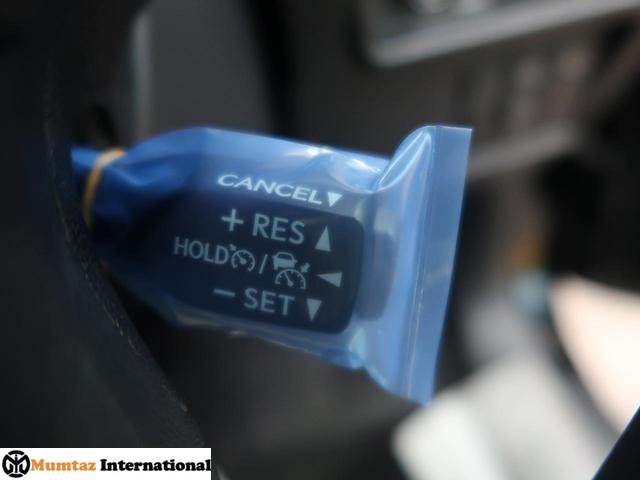 CANCEL▼
+ RES ▲
HOLD / ◄
− SET ▼
Mumtaz International